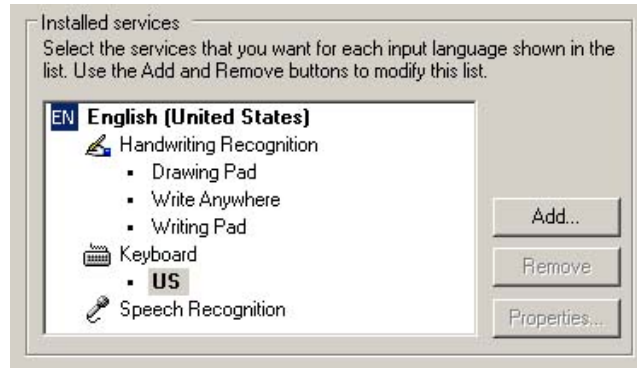 Installed services
Select the services that you want for each input language shown in the
list. Use the Add and Remove buttons to modify this list.
EN English (United States)
Handwriting Recognition
Drawing Pad
Write Anywhere
Writing Pad
Keyboard
US
Speech Recognition
Add...
Remove
Properties...